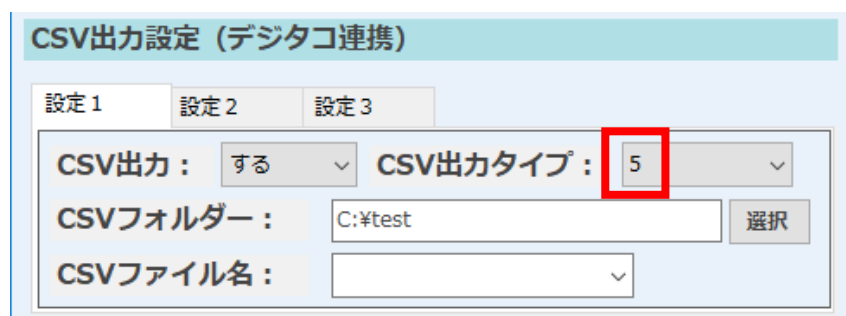 CSV出力設定（デジタコ連携）
設定1 設定2 設定3
CSV出力： する CSV出力タイプ： 5
CSVフォルダー： C:¥test 選択
CSVファイル名：